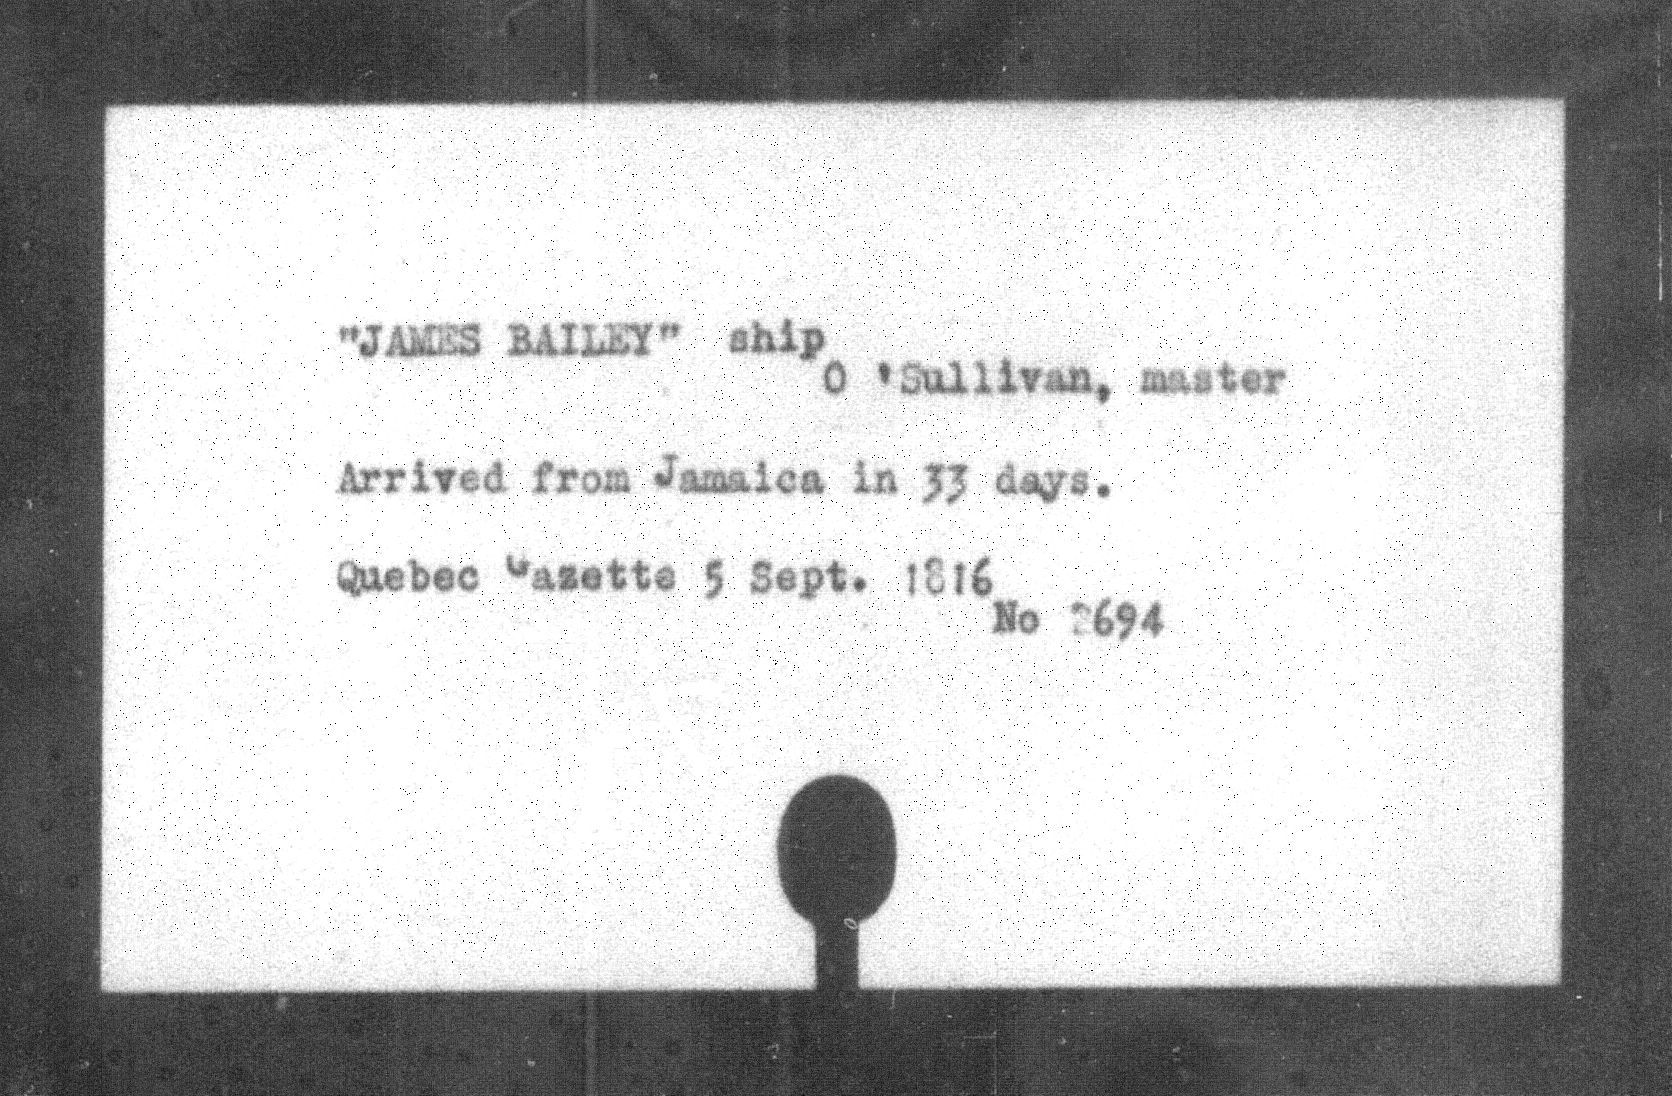 "JAMES BAILEY" ship
O 'Sullivan, master
Arrived from Jamaica in 33 days.
Quebec Gazette 5 Sept. 1816
No 2694